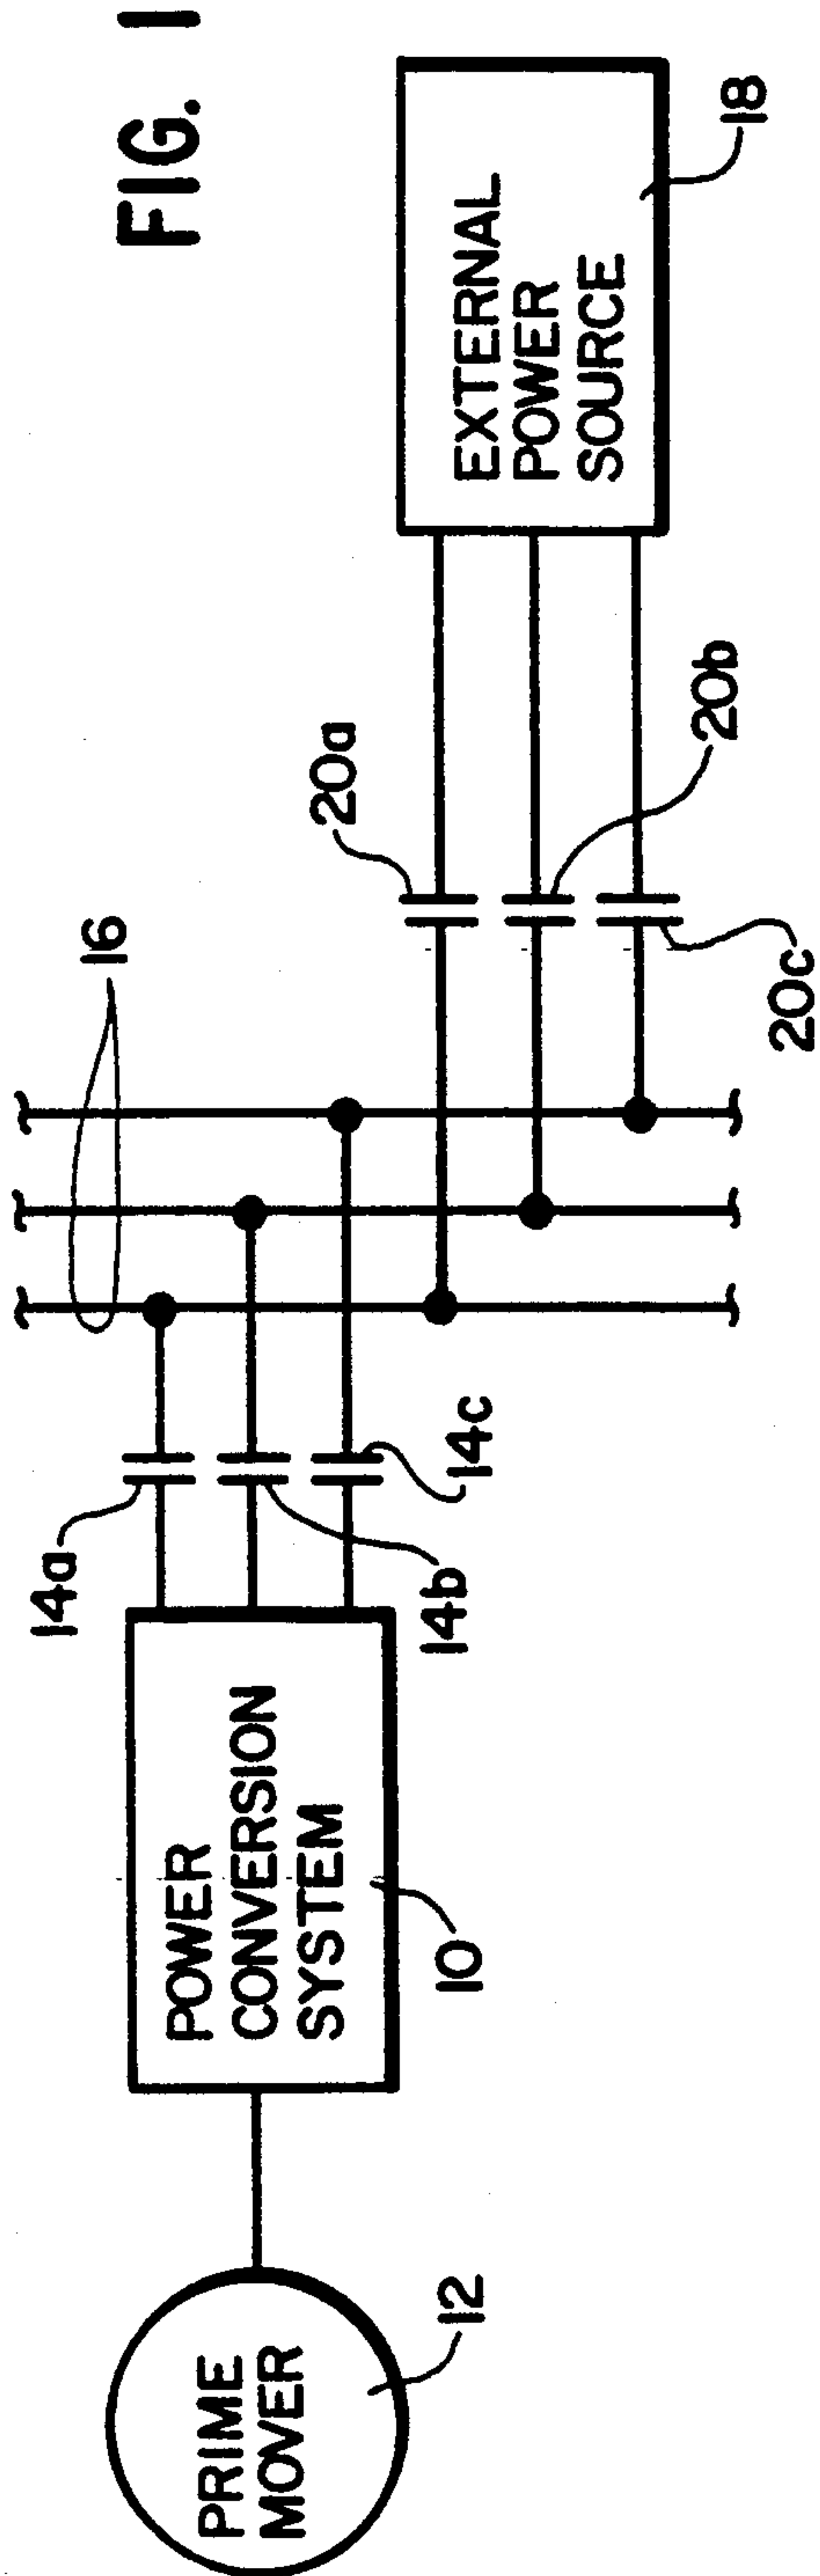 FIG. 1
PRIME
MOVER
12
POWER
CONVERSION
SYSTEM
10
14a
14b
14c
16
20a
20b
20c
EXTERNAL
POWER
SOURCE
18